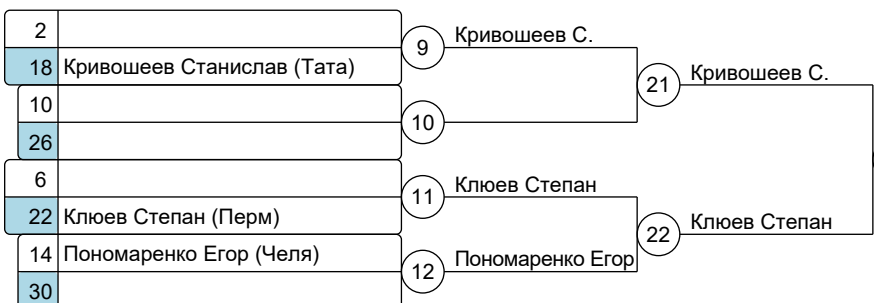 2
9 Кривошеев С.
18 Кривошеев Станислав (Тата)
21 Кривошеев С.
10
10
26
6
11 Клюев Степан
22 Клюев Степан (Перм)
22 Клюев Степан
14 Пономаренко Егор (Челя)
12 Пономаренко Егор
30